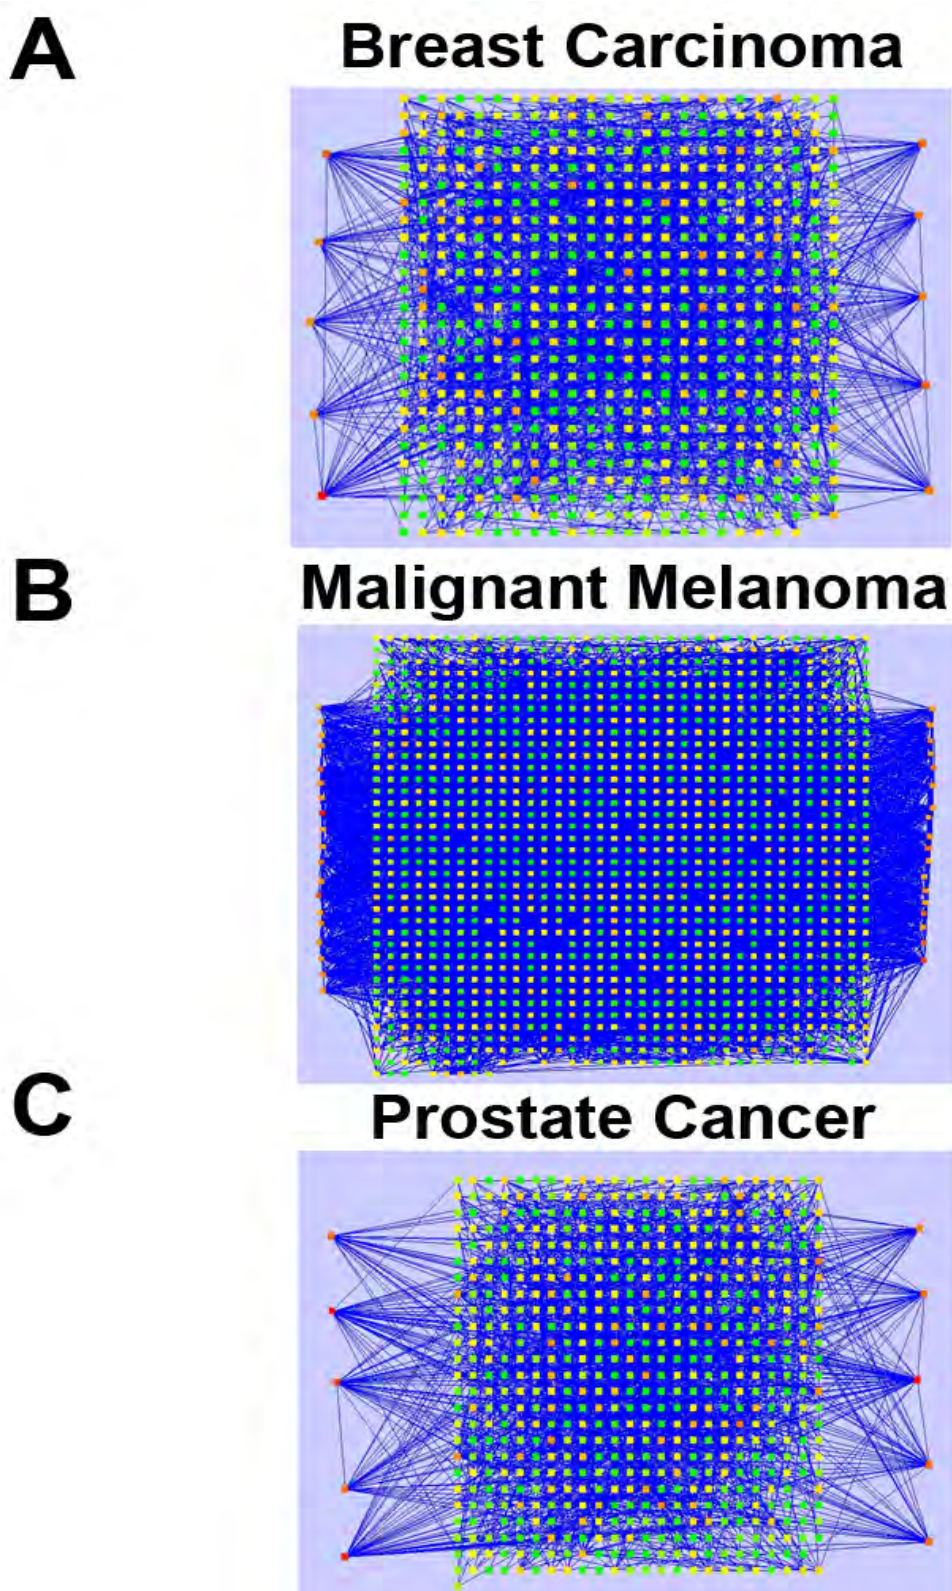 A
Breast Carcinoma
B
Malignant Melanoma
C
Prostate Cancer